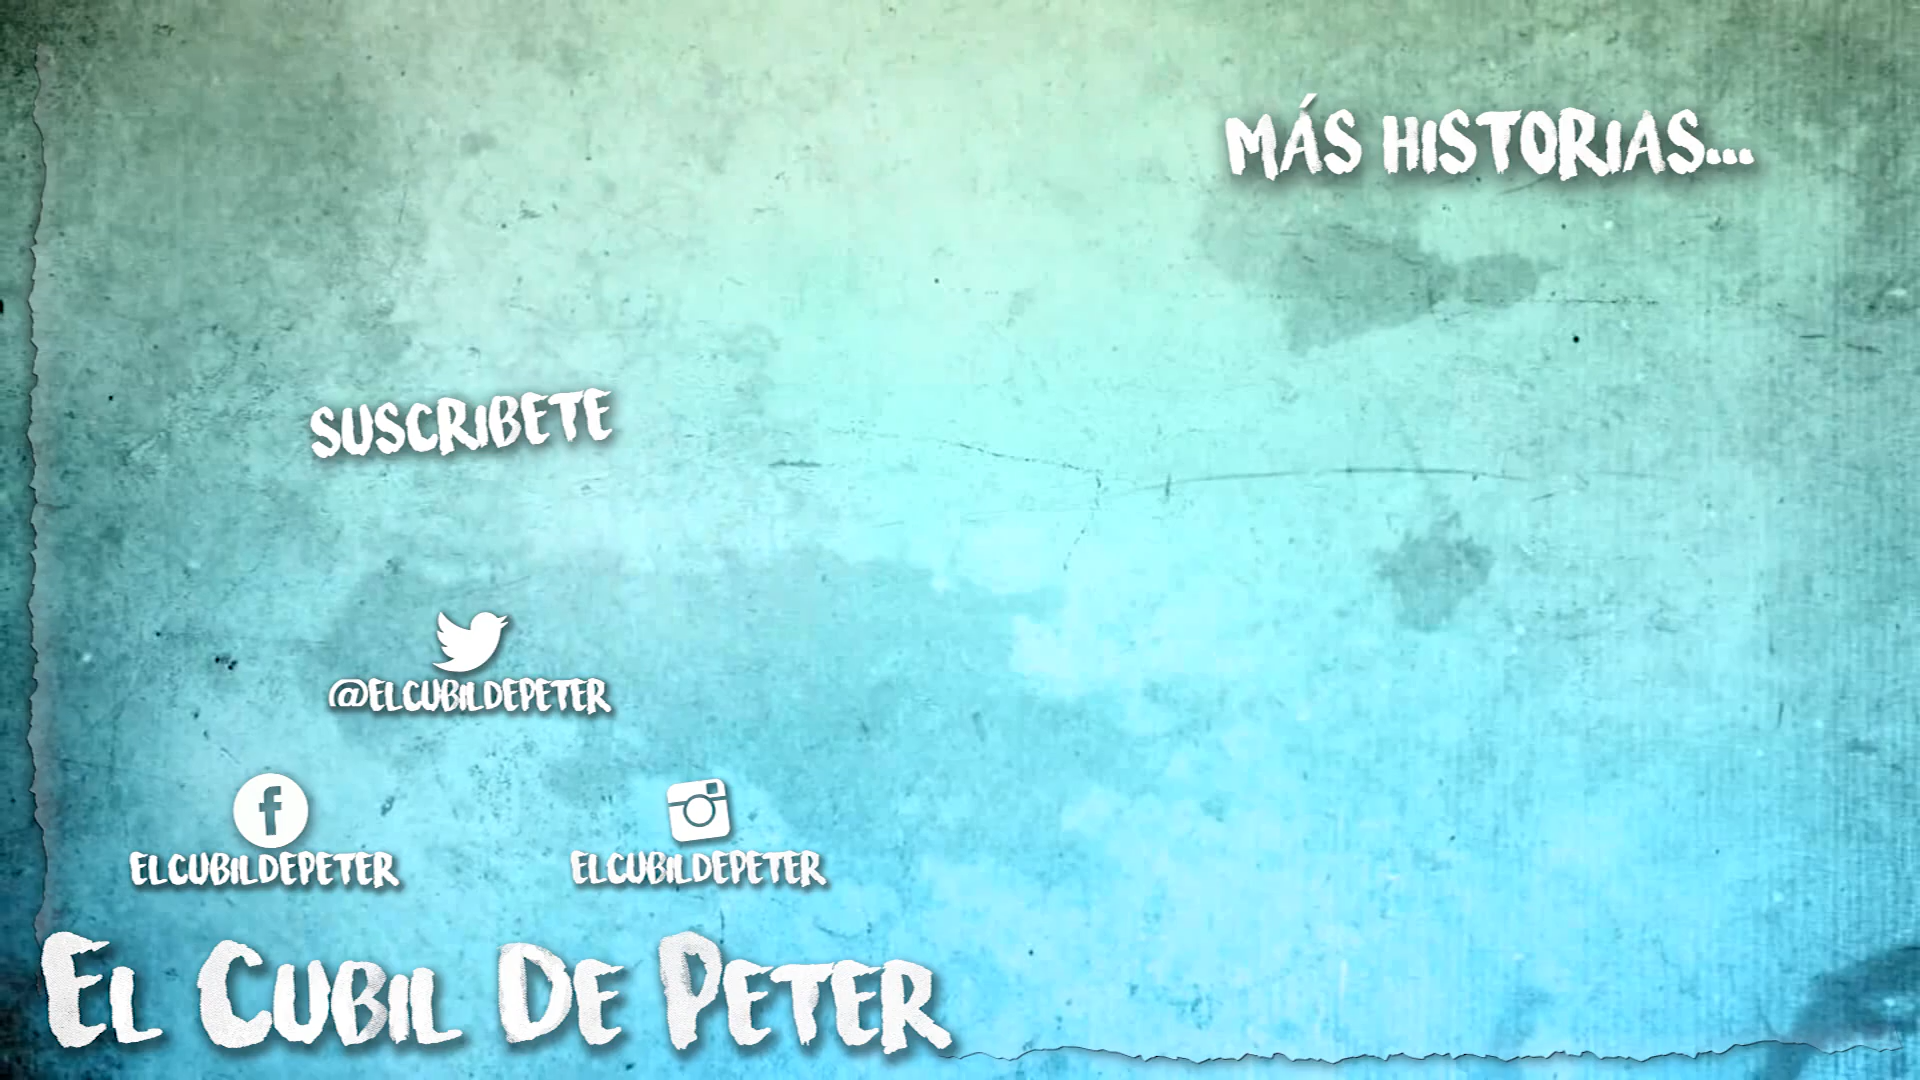 MÁS HISTORIAS...
SUSCRIBETE
@ELCUBILDEPETER
ELCUBILDEPETER
ELCUBILDEPETER
EL CUBIL DE PETER